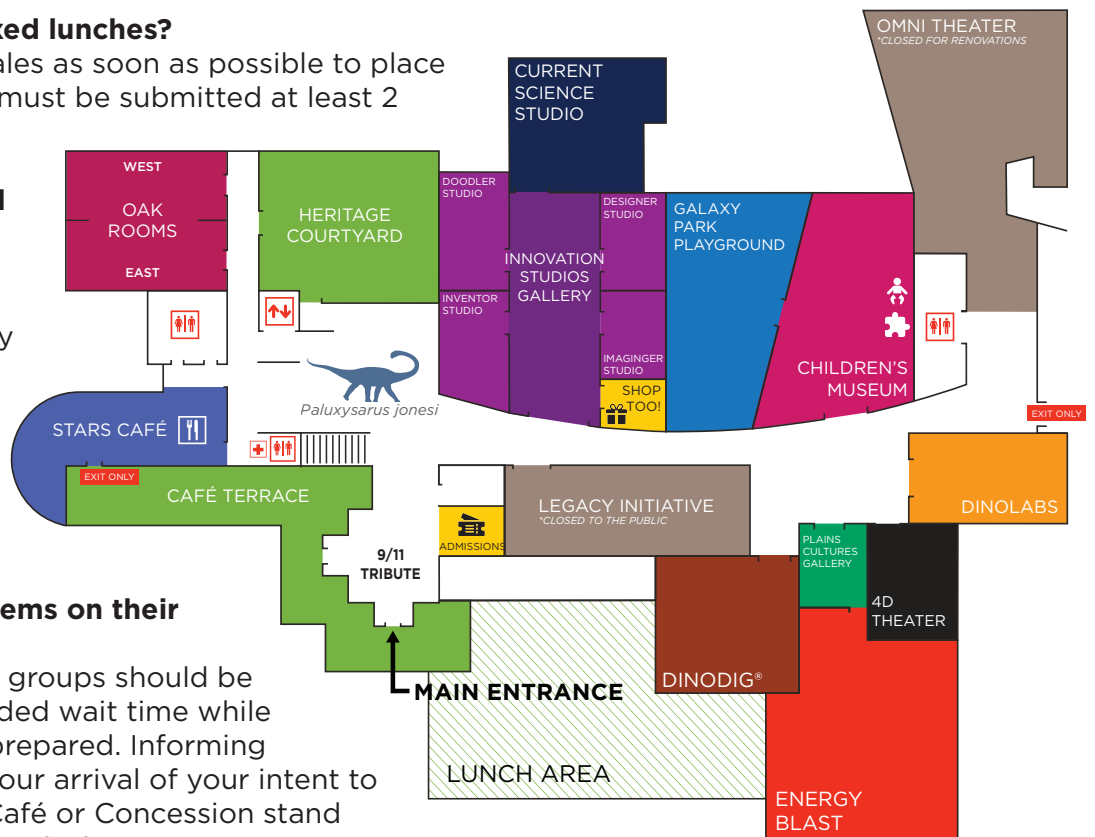 ked lunches?
ales as soon as possible to place
must be submitted at least 2
y
ems on their
groups should be
ded wait time while
prepared. Informing
our arrival of your intent to
Café or Concession stand
OMNI THEATER
*CLOSED FOR RENOVATIONS
CURRENT
SCIENCE
STUDIO
WEST
OAK
ROOMS
EAST
HERITAGE
COURTYARD
DOODLER
STUDIO
INNOVATION
STUDIOS
GALLERY
DESIGNER
STUDIO
GALAXY
PARK
PLAYGROUND
INVENTOR
STUDIO
IMAGINGER
STUDIO
SHOP
TOO!
CHILDREN'S
MUSEUM
Paluxysarus jonesi
STARS CAFÉ
EXIT ONLY
EXIT ONLY
CAFÉ TERRACE
ADMISSIONS
LEGACY INITIATIVE
*CLOSED TO THE PUBLIC
DINOLABS
9/11
TRIBUTE
PLAINS
CULTURES
GALLERY
4D
THEATER
DINODIG®
MAIN ENTRANCE
LUNCH AREA
ENERGY
BLAST